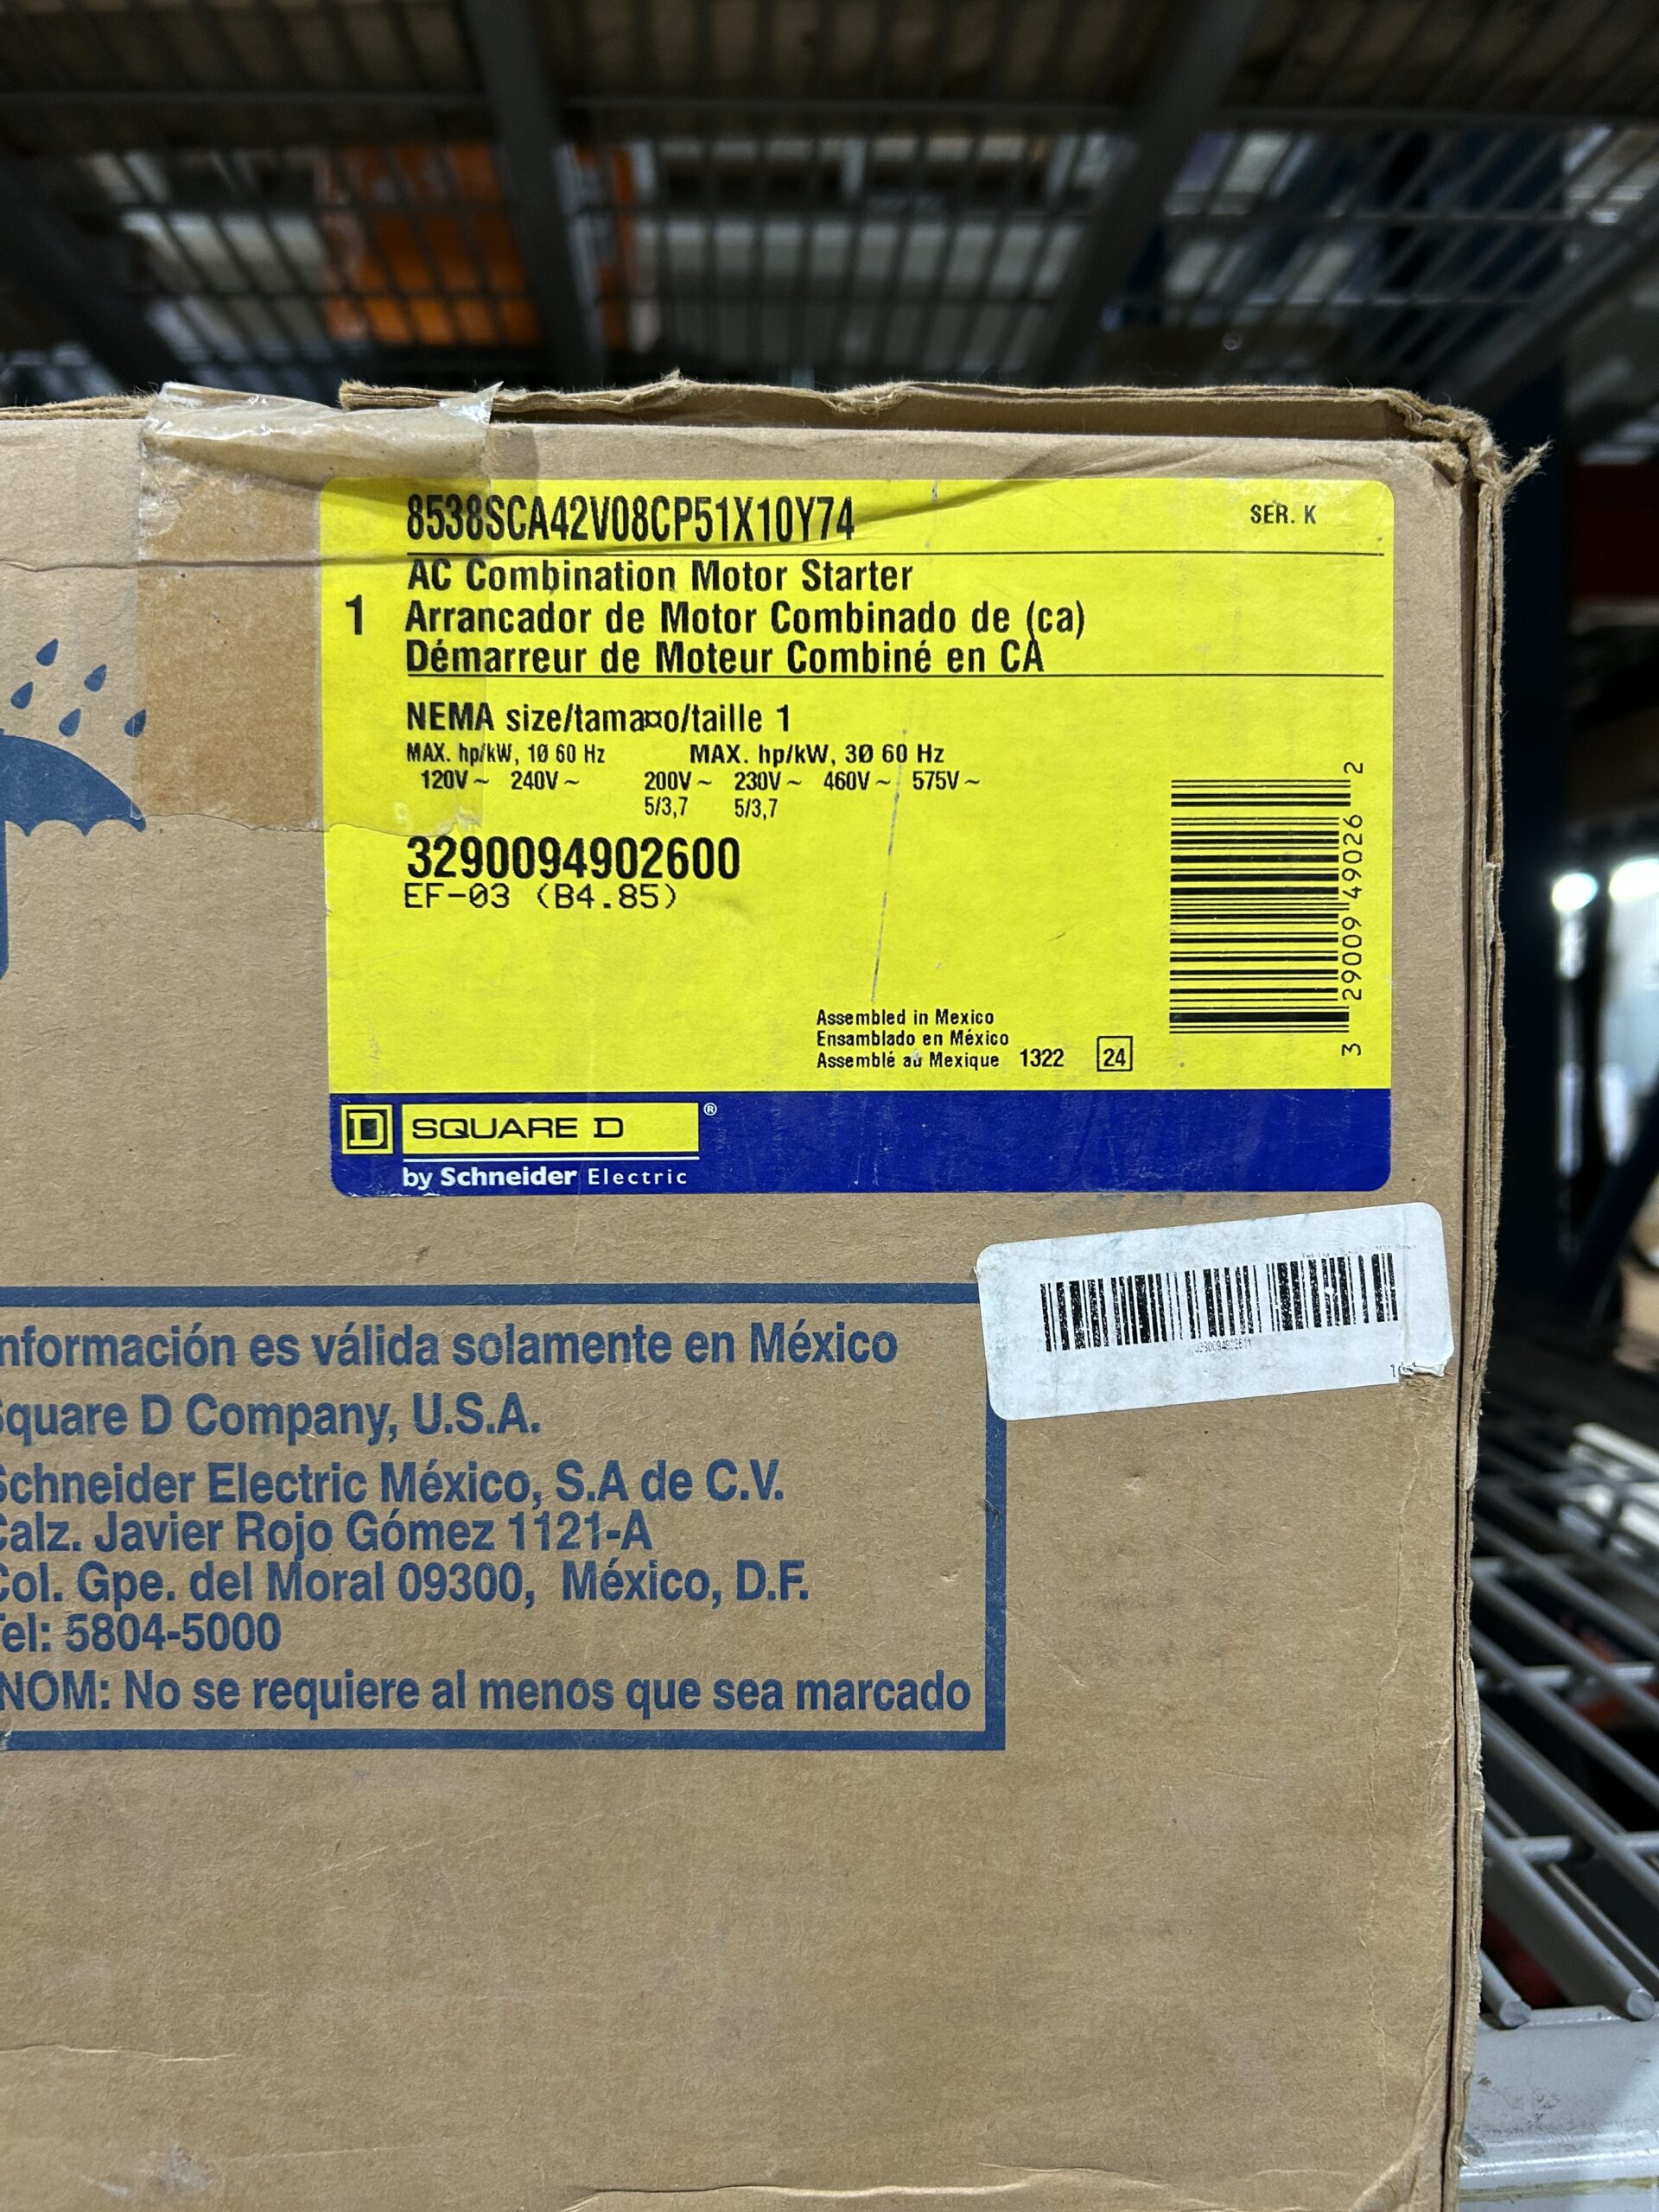 8538SCA42V08CP51X10Y74 SER. K
AC Combination Motor Starter
1 Arrancador de Motor Combinado de (ca)
Démarreur de Moteur Combiné en CA
NEMA size/tama¤o/taille 1
MAX. hp/kW, 1Ø 60 Hz MAX. hp/kW, 3Ø 60 Hz
120V~ 240V~ 200V~ 230V~ 460V~ 575V~
5/3,7 5/3,7
3290094902600
EF-03 (B4.85)
3 29009 49026 2
Assembled in Mexico
Ensamblado en México
Assemblé au Mexique 1322 24
D SQUARE D ®
by Schneider Electric
nformación es válida solamente en México
quare D Company, U.S.A.
chneider Electric México, S.A de C.V.
alz. Javier Rojo Gómez 1121-A
Col. Gpe. del Moral 09300, México, D.F.
el: 5804-5000
NOM: No se requiere al menos que sea marcado